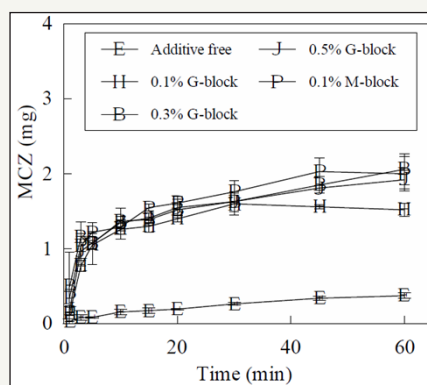 4
E Additive free J 0.5% G-block
H 0.1% G-block P 0.1% M-block
B 0.3% G-block
3
2
1
0
MCZ (mg)
0 20 40 60
Time (min)